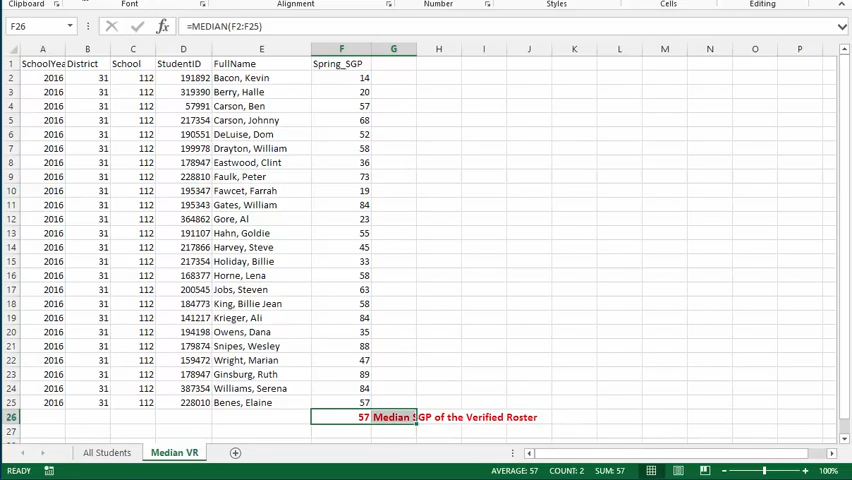 Clipboard Font Alignment Number Styles Cells Editing
F26 fx =MEDIAN(F2:F25)
A B C D E F G H I J K L M N O P
1 SchoolYea District School StudentID FullName Spring_SGP
2 2016 31 112 191892 Bacon, Kevin 14
3 2016 31 112 319390 Berry, Halle 20
4 2016 31 112 57991 Carson, Ben 57
5 2016 31 112 217354 Carson, Johnny 68
6 2016 31 112 190551 DeLuise, Dom 52
7 2016 31 112 199978 Drayton, William 58
8 2016 31 112 178947 Eastwood, Clint 36
9 2016 31 112 228810 Faulk, Peter 73
10 2016 31 112 195347 Fawcet, Farrah 19
11 2016 31 112 195343 Gates, William 84
12 2016 31 112 364862 Gore, Al 23
13 2016 31 112 191107 Hahn, Goldie 55
14 2016 31 112 217866 Harvey, Steve 45
15 2016 31 112 217354 Holiday, Billie 33
16 2016 31 112 168377 Horne, Lena 58
17 2016 31 112 200545 Jobs, Steven 63
18 2016 31 112 184773 King, Billie Jean 58
19 2016 31 112 141217 Krieger, Ali 84
20 2016 31 112 194198 Owens, Dana 35
21 2016 31 112 179874 Snipes, Wesley 88
22 2016 31 112 159472 Wright, Marian 47
23 2016 31 112 178947 Ginsburg, Ruth 89
24 2016 31 112 387354 Williams, Serena 84
25 2016 31 112 228010 Benes, Elaine 57
26 57 Median SGP of the Verified Roster
27
All Students Median VR
READY AVERAGE: 57 COUNT: 2 SUM: 57 100%